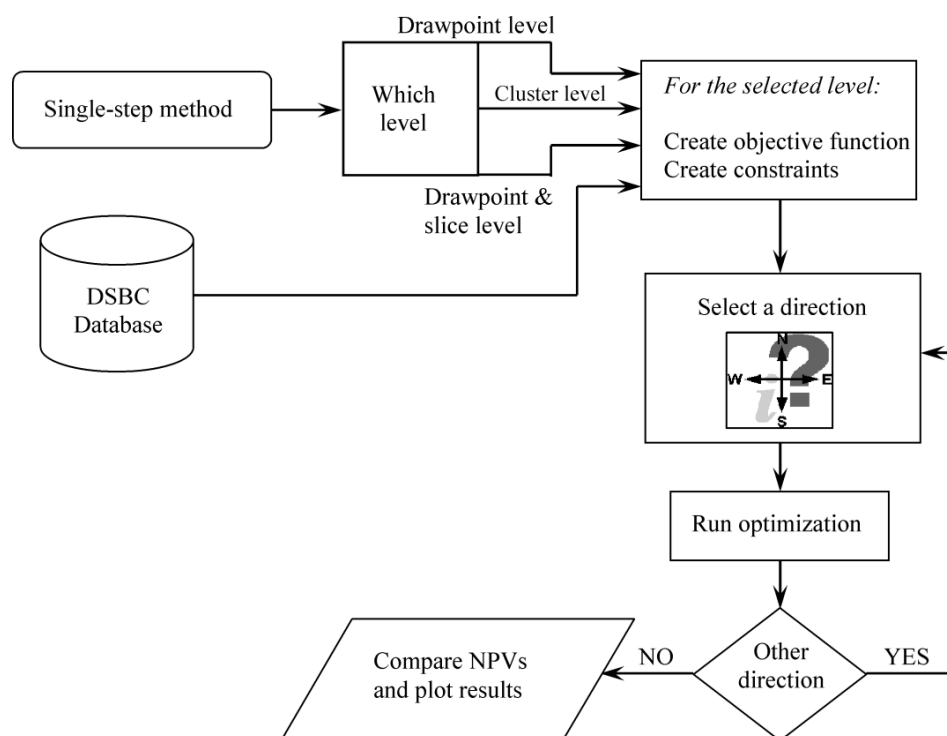 Drawpoint level
Single-step method
Which
level
Cluster level
Drawpoint &
slice level
For the selected level:
Create objective function
Create constraints
DSBC
Database
Select a direction
N
W
E
S
i
?
Run optimization
Other
direction
NO
YES
Compare NPVs
and plot results